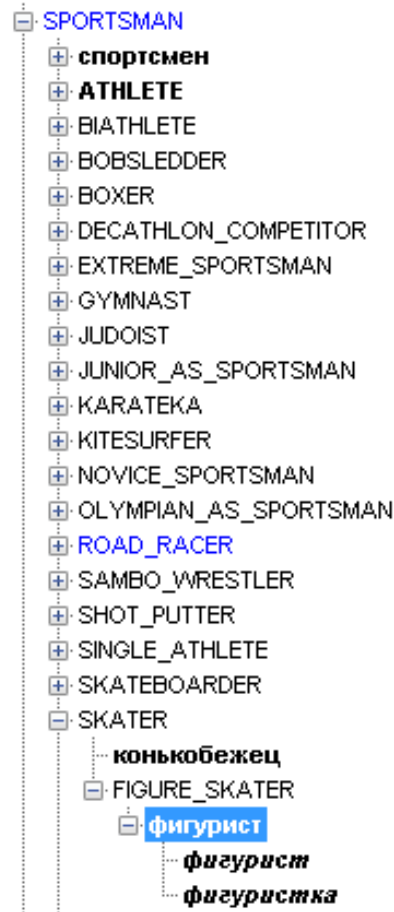 SPORTSMAN
спортсмен
ATHLETE
BIATHLETE
BOBSLEDDER
BOXER
DECATHLON_COMPETITOR
EXTREME_SPORTSMAN
GYMNAST
JUDOIST
JUNIOR_AS_SPORTSMAN
KARATEKA
KITESURFER
NOVICE_SPORTSMAN
OLYMPIAN_AS_SPORTSMAN
ROAD_RACER
SAMBO_WRESTLER
SHOT_PUTTER
SINGLE_ATHLETE
SKATEBOARDER
SKATER
конькобежец
FIGURE_SKATER
фигурист
фигурист
фигуристка